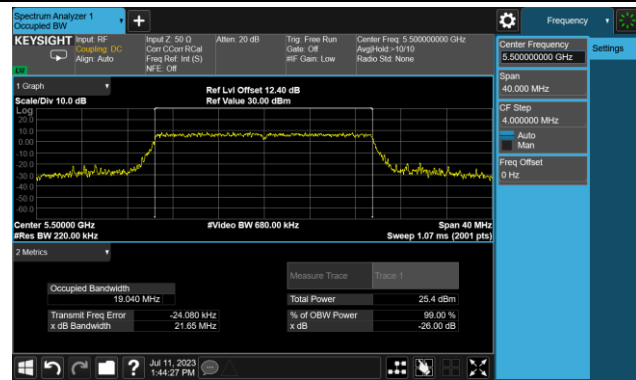 Spectrum Analyzer 1
Occupied BW
Frequency
KEYSIGHT
Input: RF
Coupling: DC
Align: Auto
Input Z: 50 Ω
Corr CCorr RCal
Freq Ref: Int (S)
NFE: Off
Atten: 20 dB
Trig: Free Run
Gate: Off
#IF Gain: Low
Center Freq: 5.500000000 GHz
Avg|Hold:>10/10
Radio Std: None
Center Frequency
5.500000000 GHz
Settings
Span
40.000 MHz
CF Step
4.000000 MHz
Auto
Man
Freq Offset
0 Hz
1 Graph
Scale/Div 10.0 dB
Ref Lvl Offset 12.40 dB
Ref Value 30.00 dBm
Log
20.0
10.0
0.00
-10.0
-20.0
-30.0
-40.0
-50.0
-60.0
Center 5.50000 GHz
#Res BW 220.00 kHz
#Video BW 680.00 kHz
Span 40 MHz
Sweep 1.07 ms (2001 pts)
2 Metrics
Measure Trace
Trace 1
Occupied Bandwidth
19.040 MHz
Total Power
25.4 dBm
Transmit Freq Error
-24.080 kHz
% of OBW Power
99.00 %
x dB Bandwidth
21.65 MHz
x dB
-26.00 dB
Jul 11, 2023
1:44:27 PM